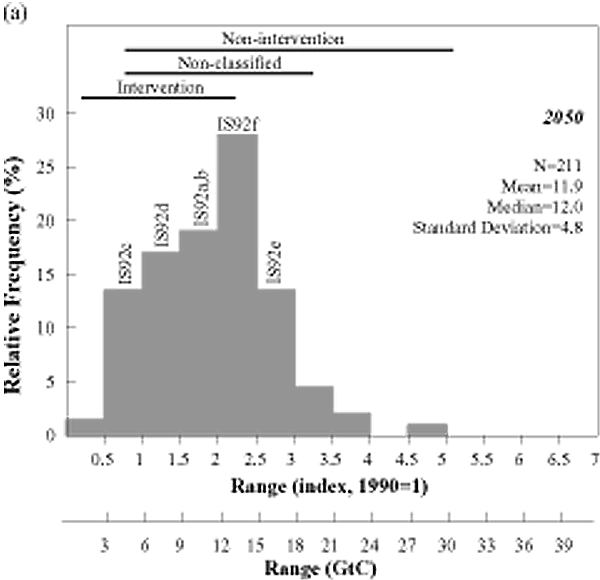 (a)
Non-intervention
Non-classified
Intervention
2050
N=211
Mean=11.9
Median=12.0
Standard Deviation=4.8
Relative Frequency (%)
30
25
20
15
10
5
0
IS92c
IS92d
IS92a,b
IS92f
IS92e
0.5 1 1.5 2 2.5 3 3.5 4 4.5 5 5.5 6 6.5 7
Range (index, 1990=1)
3 6 9 12 15 18 21 24 27 30 33 36 39
Range (GtC)